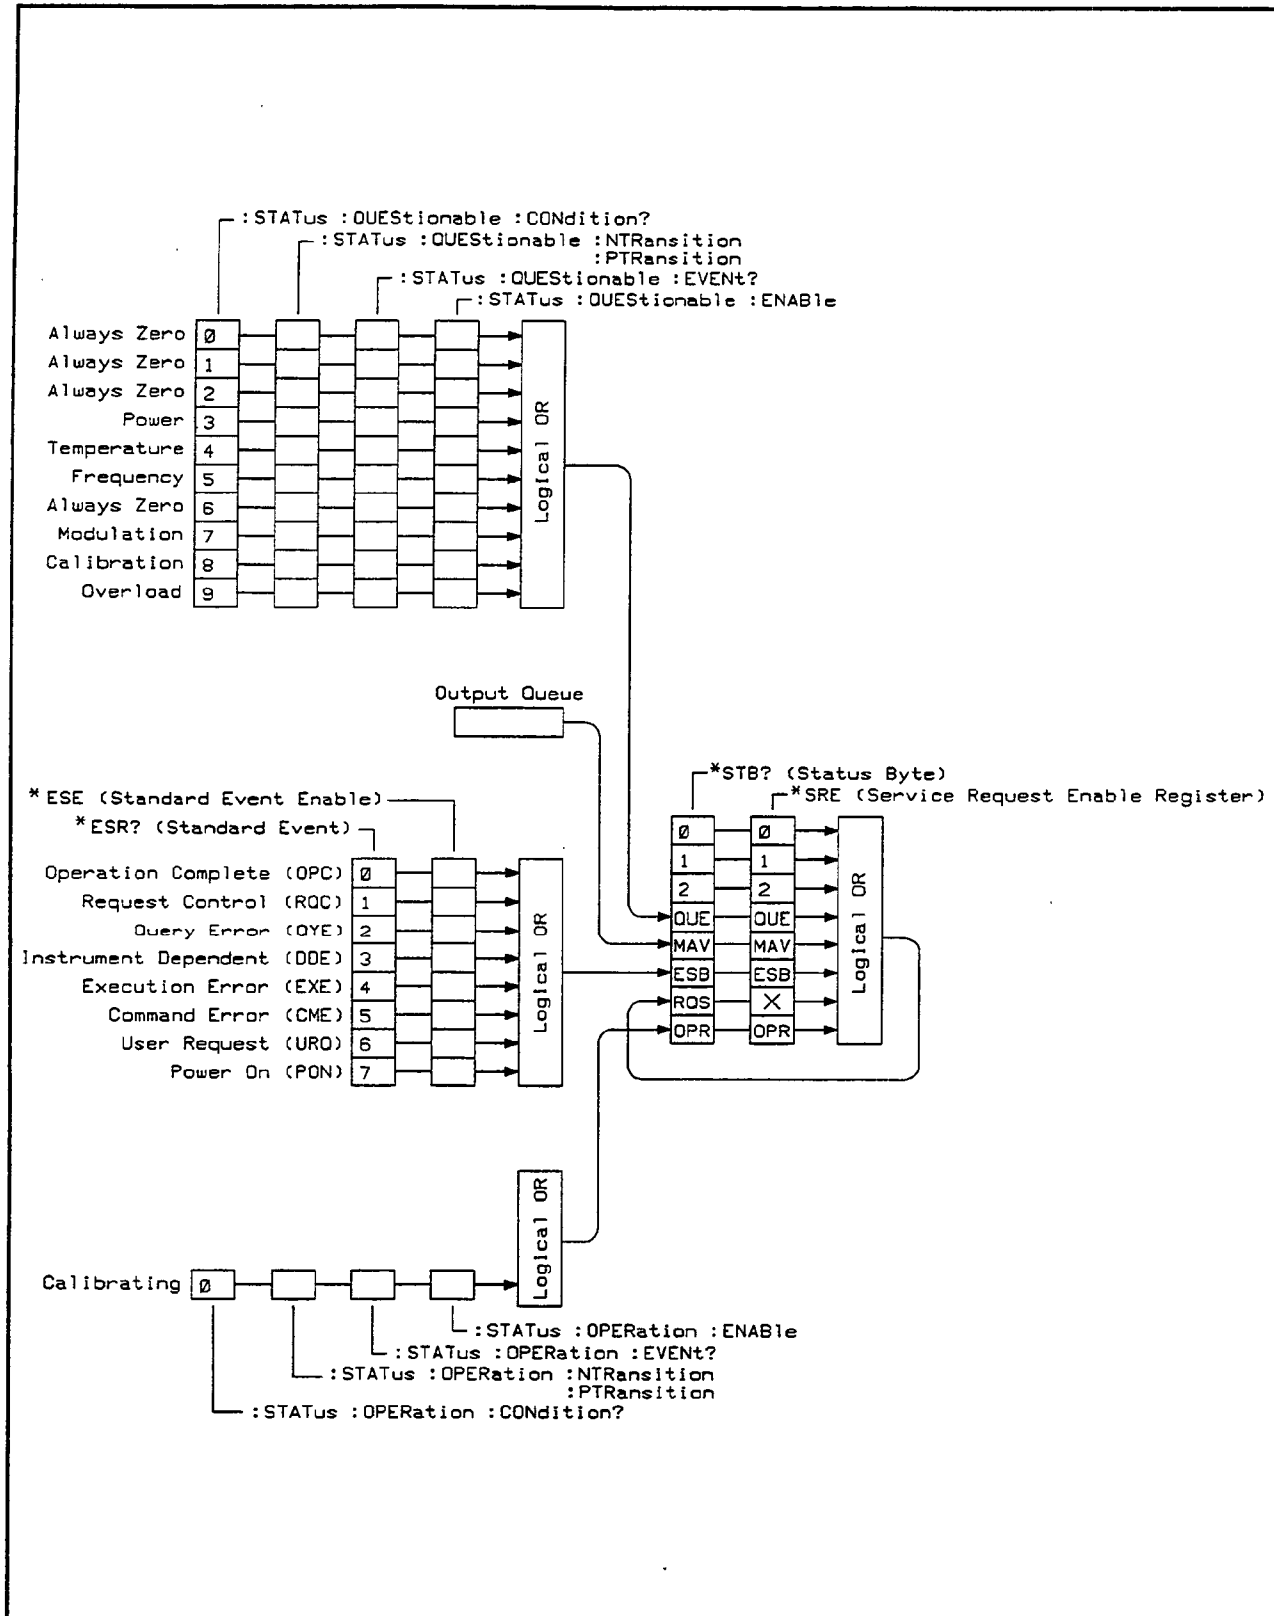 :STATus :QUEStionable :CONdition?
:STATus :QUEStionable :NTRansition
:PTRansition
:STATus :QUEStionable :EVENt?
:STATus :QUEStionable :ENABle
Always Zero 0
Always Zero 1
Always Zero 2
Power 3
Temperature 4
Frequency 5
Always Zero 6
Modulation 7
Calibration 8
Overload 9
Logical OR
Output Queue
*STB? (Status Byte)
*SRE (Service Request Enable Register)
0 0
1 1
2 2
QUE QUE
MAV MAV
ESB ESB
RQS X
OPR OPR
Logical OR
*ESE (Standard Event Enable)
*ESR? (Standard Event)
Operation Complete (OPC) 0
Request Control (RQC) 1
Query Error (QYE) 2
Instrument Dependent (DDE) 3
Execution Error (EXE) 4
Command Error (CME) 5
User Request (URQ) 6
Power On (PON) 7
Logical OR
Logical OR
Calibrating 0
:STATus :OPERation :ENABle
:STATus :OPERation :EVENt?
:STATus :OPERation :NTRansition
:PTRansition
:STATus :OPERation :CONdition?